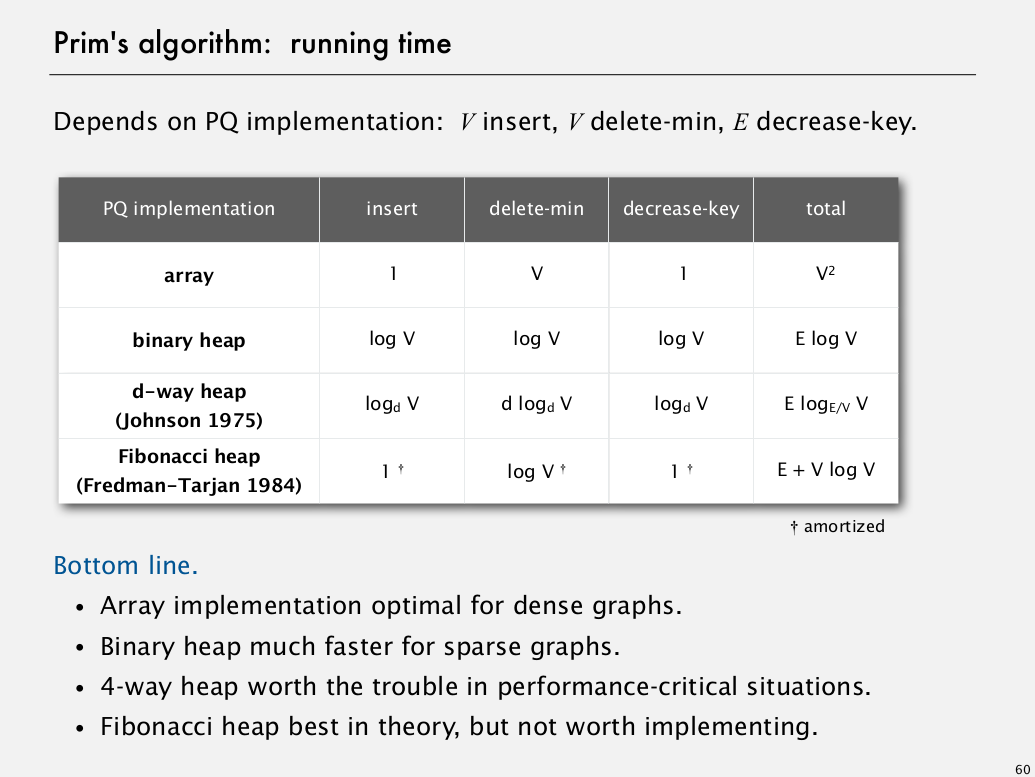 Prim's algorithm: running time
Depends on PQ implementation: V insert, V delete-min, E decrease-key.
PQ implementation insert delete-min decrease-key total
array 1 V 1 V²
binary heap log V log V log V E log V
d-way heap
(Johnson 1975) log_d V d log_d V log_d V E log_E/V V
Fibonacci heap
(Fredman-Tarjan 1984) 1 † log V † 1 † E + V log V
† amortized
Bottom line.
• Array implementation optimal for dense graphs.
• Binary heap much faster for sparse graphs.
• 4-way heap worth the trouble in performance-critical situations.
• Fibonacci heap best in theory, but not worth implementing.
60